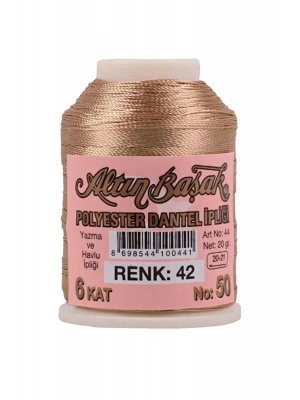 Altın Başak
POLYESTER DANTEL İPLİĞİ
Yazma
ve
Havlu
İpliği
Art No: 44
Net: 20 gr.
20-21
8 698544 100441
RENK: 42
6 KAT
No: 50